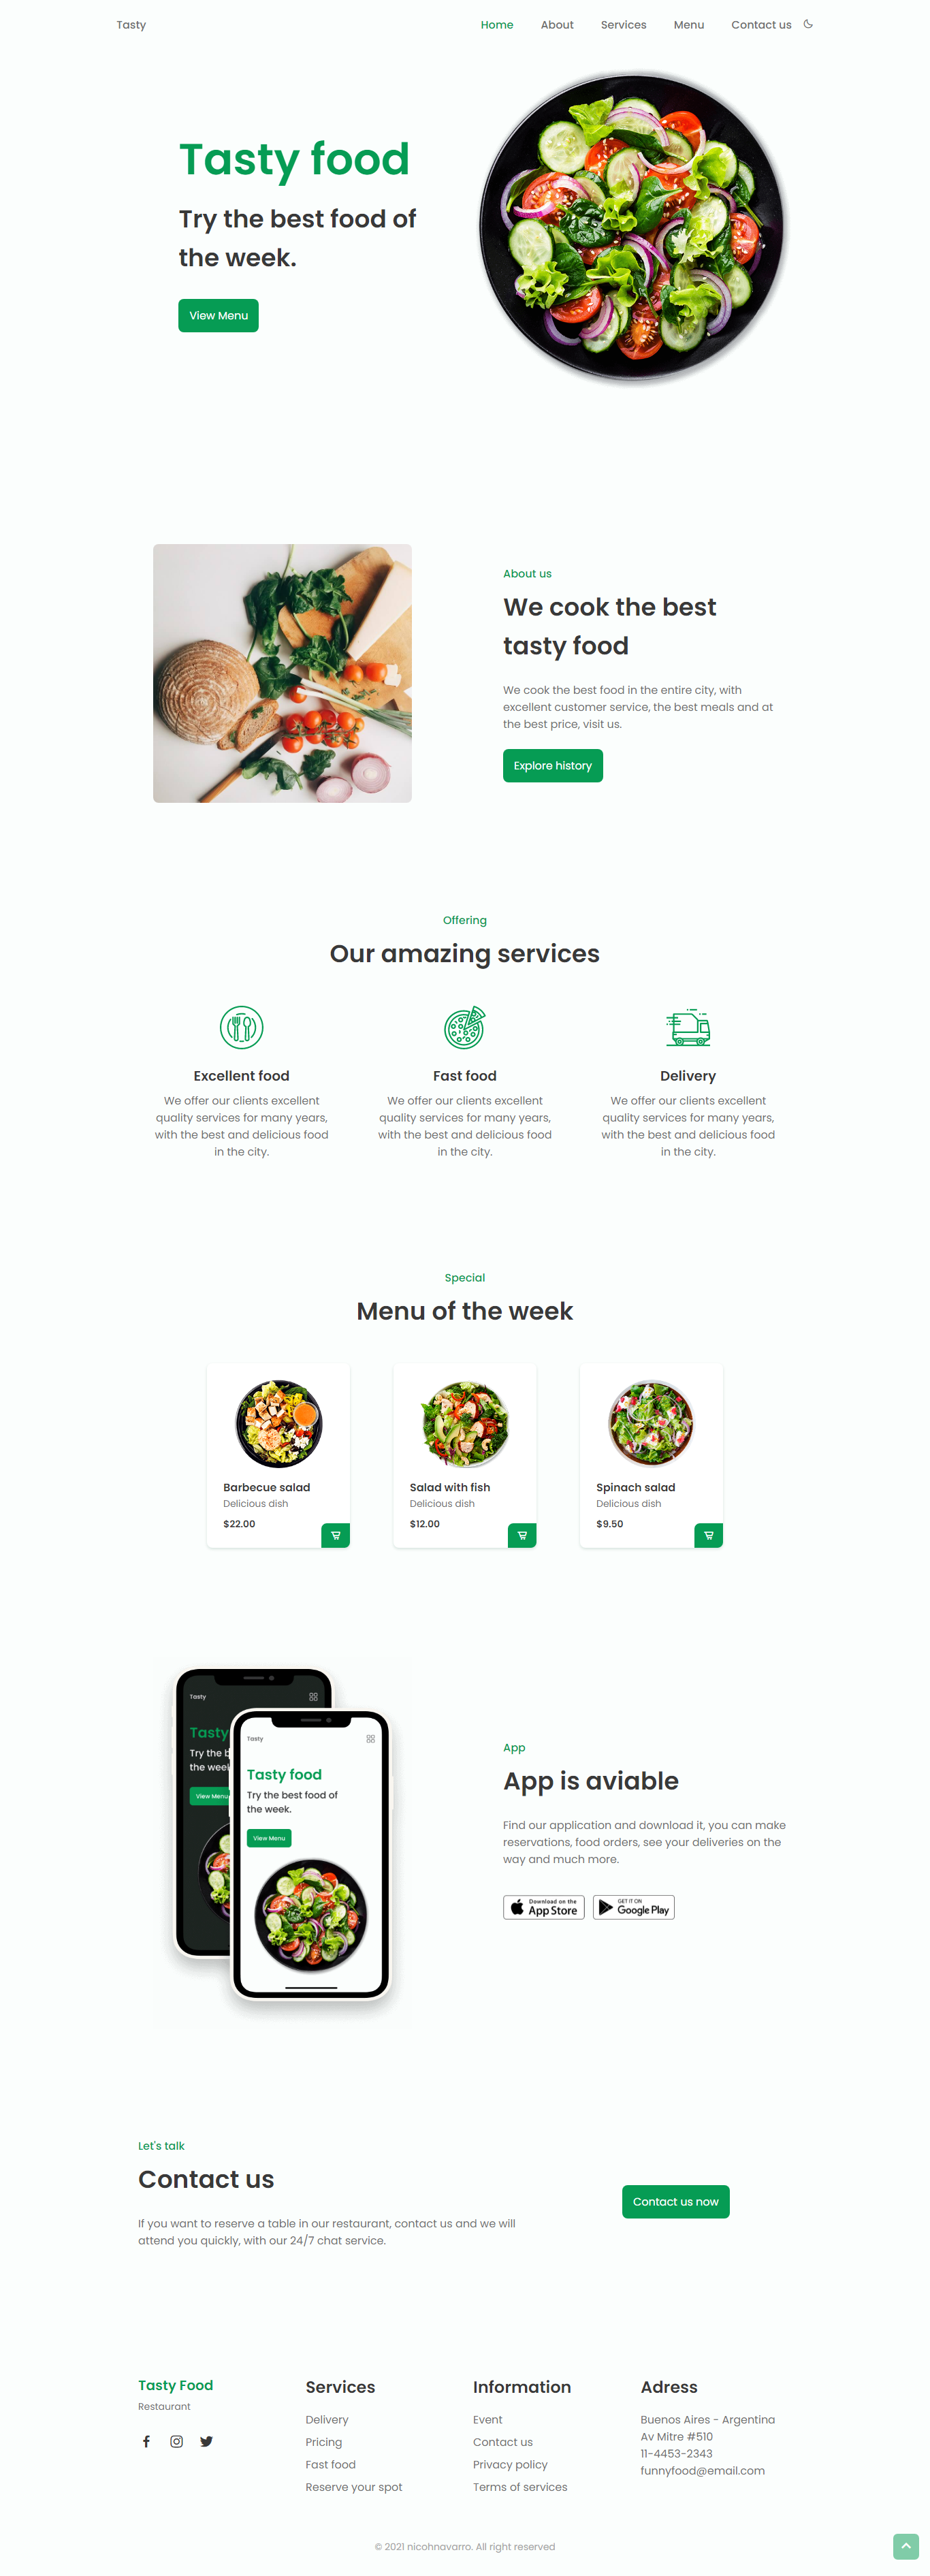 Tasty
Home About Services Menu Contact us
Tasty food
Try the best food of
the week.
View Menu
About us
We cook the best
tasty food
We cook the best food in the entire city, with
excellent customer service, the best meals and at
the best price, visit us.
Explore history
Offering
Our amazing services
Excellent food
We offer our clients excellent
quality services for many years,
with the best and delicious food
in the city.
Fast food
We offer our clients excellent
quality services for many years,
with the best and delicious food
in the city.
Delivery
We offer our clients excellent
quality services for many years,
with the best and delicious food
in the city.
Special
Menu of the week
Barbecue salad
Delicious dish
$22.00
Salad with fish
Delicious dish
$12.00
Spinach salad
Delicious dish
$9.50
Tasty
Tasty
Try the b
the weel
View Menu
Tasty
Tasty food
Try the best food of
the week.
View Menu
App
App is aviable
Find our application and download it, you can make
reservations, food orders, see your deliveries on the
way and much more.
Download on the
App Store
GET IT ON
Google Play
Let's talk
Contact us
If you want to reserve a table in our restaurant, contact us and we will
attend you quickly, with our 24/7 chat service.
Contact us now
Tasty Food
Restaurant
Services
Delivery
Pricing
Fast food
Reserve your spot
Information
Event
Contact us
Privacy policy
Terms of services
Adress
Buenos Aires - Argentina
Av Mitre #510
11-4453-2343
funnyfood@email.com
© 2021 nicohnavarro. All right reserved